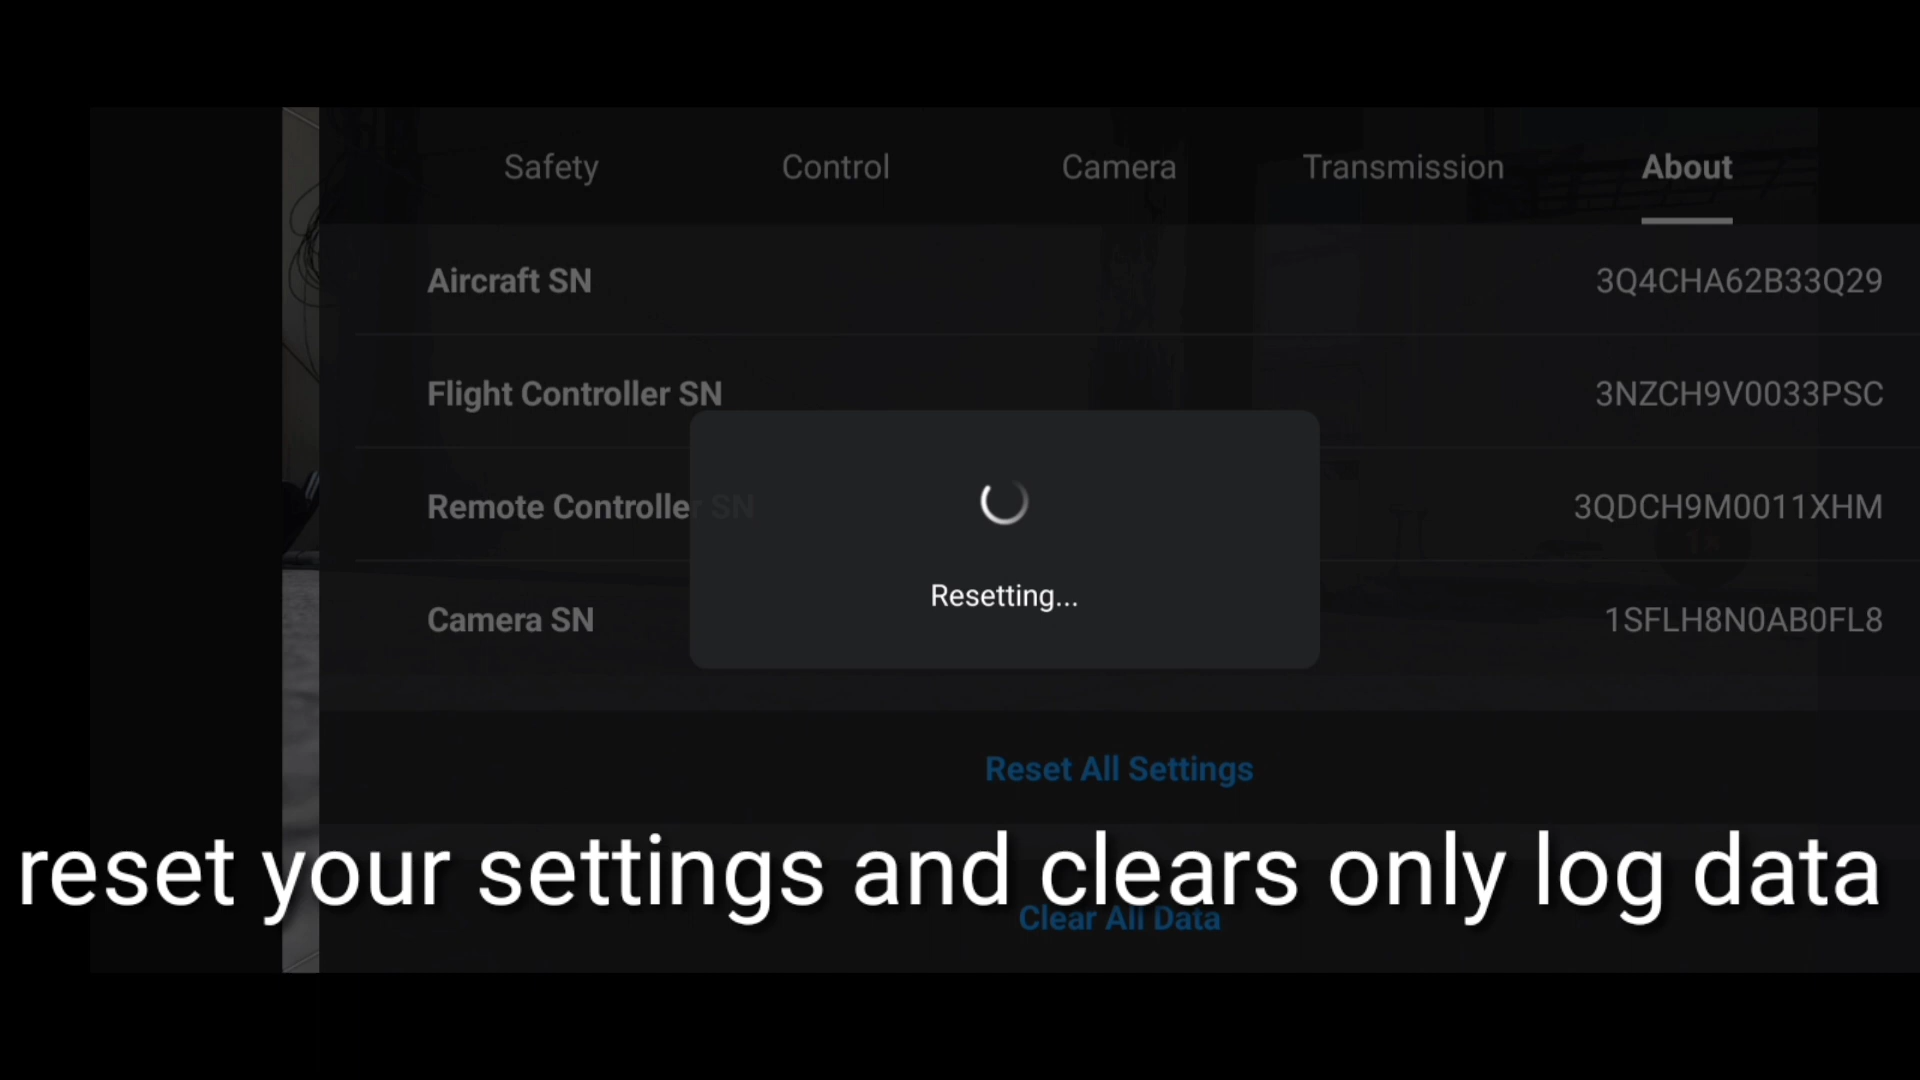 Safety Control Camera Transmission About
Aircraft SN 3Q4CHA62B33Q29
Flight Controller SN 3NZCH9V0033PSC
Remote Controller SN 3QDCH9M0011XHM
Resetting...
Camera SN 1SFLH8N0AB0FL8
Reset All Settings
reset your settings and clears only log data
Clear All Data